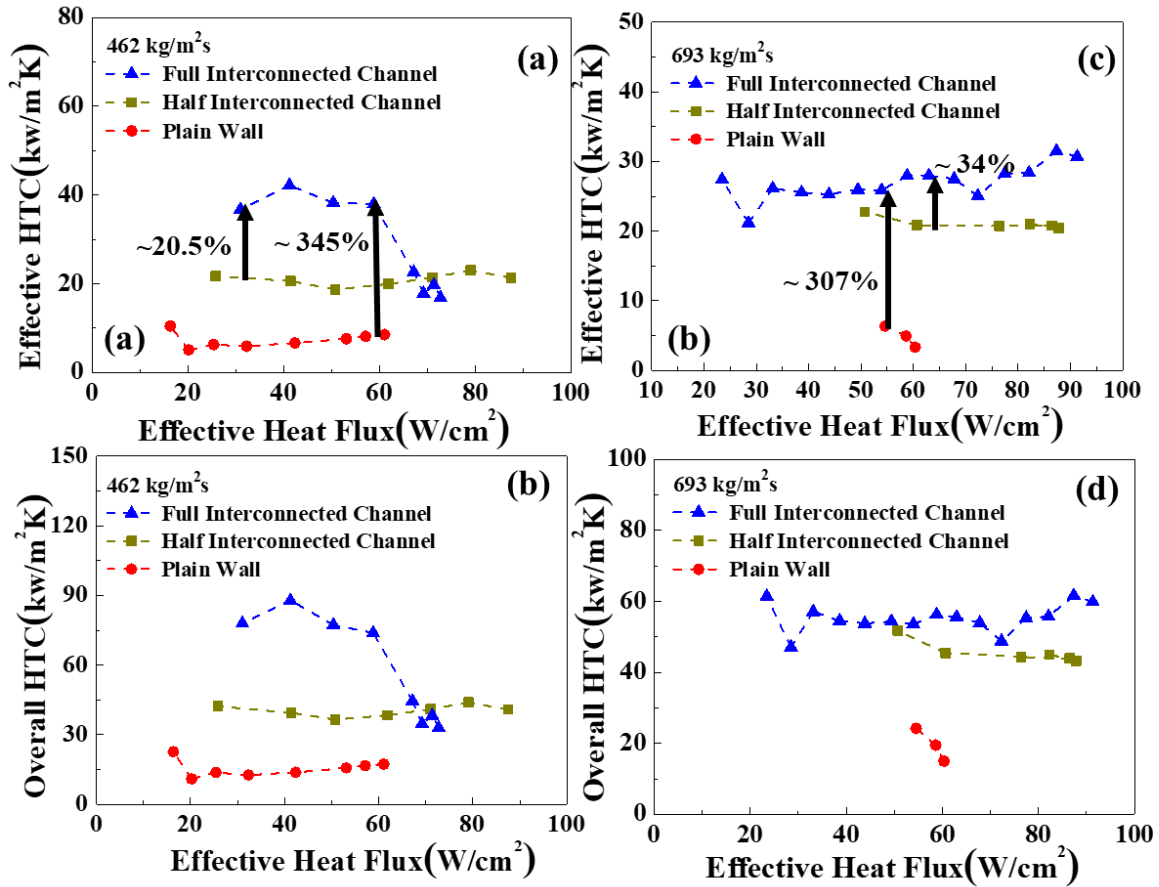 462 kg/m²s
Full Interconnected Channel
Half Interconnected Channel
Plain Wall
(a)
(a)
~20.5%
~ 345%
Effective HTC(kw/m²K)
80
60
40
20
0
0
20
40
60
80
100
Effective Heat Flux(W/cm²)
693 kg/m²s
Full Interconnected Channel
Half Interconnected Channel
Plain Wall
(c)
(b)
~ 34%
~ 307%
Effective HTC(kw/m²K)
50
40
30
20
10
0
10
20
30
40
50
60
70
80
90
100
Effective Heat Flux(W/cm²)
462 kg/m²s
Full Interconnected Channel
Half Interconnected Channel
Plain Wall
(b)
Overall HTC(kw/m²K)
150
120
90
60
30
0
0
20
40
60
80
100
Effective Heat Flux(W/cm²)
693 kg/m²s
Full Interconnected Channel
Half Interconnected Channel
Plain Wall
(d)
Overall HTC(kw/m²K)
100
80
60
40
20
0
0
20
40
60
80
100
Effective Heat Flux(W/cm²)